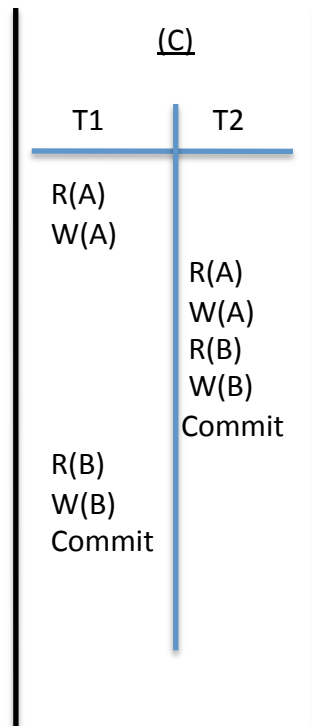 (C)
T1 T2
R(A)
W(A)
R(A)
W(A)
R(B)
W(B)
Commit
R(B)
W(B)
Commit